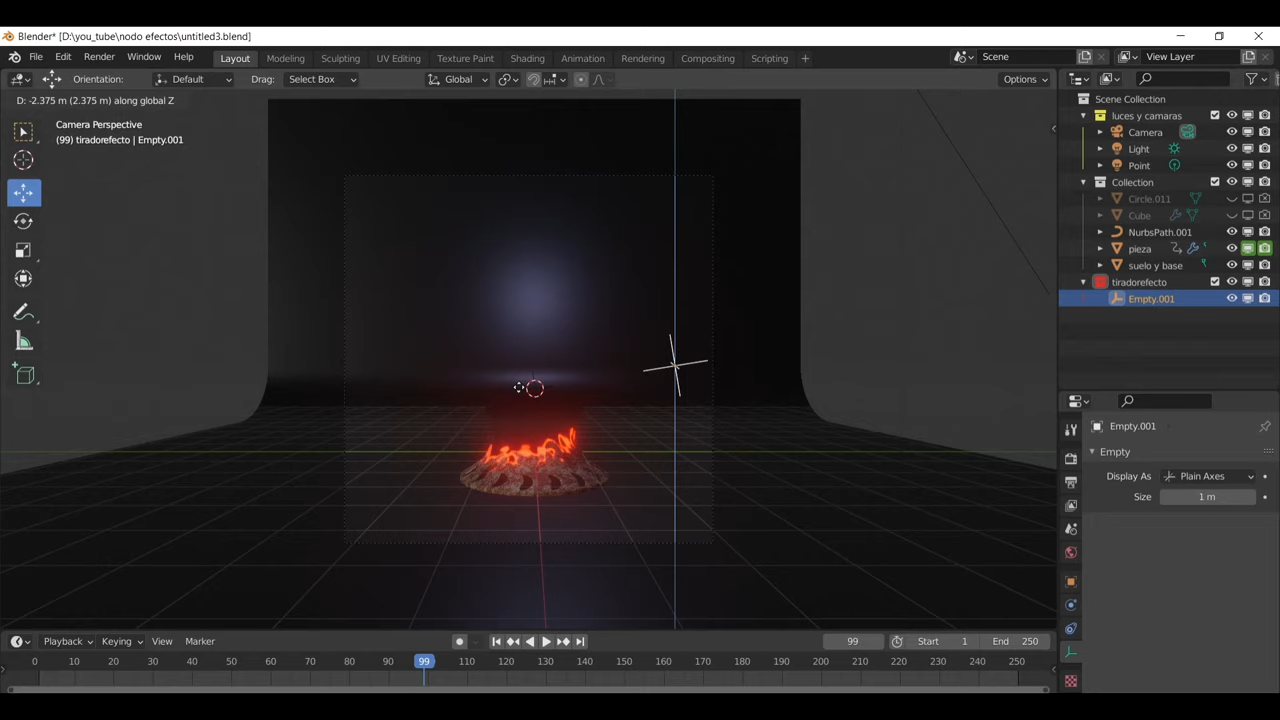 Blender* [D:\you_tube\nodo efectos\untitled3.blend]
File Edit Render Window Help Layout Modeling Sculpting UV Editing Texture Paint Shading Animation Rendering Compositing Scripting + Scene View Layer
Orientation: Default Drag: Select Box Global Options
D: -2.375 m (2.375 m) along global Z
Camera Perspective
(99) tiradorefecto | Empty.001
Scene Collection
luces y camaras
Camera
Light
Point
Collection
Circle.011
Cube
NurbsPath.001
pieza
suelo y base
tiradorefecto
Empty.001
Empty.001
Empty
Display As Plain Axes
Size 1 m
Playback Keying View Marker 99 Start 1 End 250
0 10 20 30 40 50 60 70 80 90 99 110 120 130 140 150 160 170 180 190 200 210 220 230 240 250